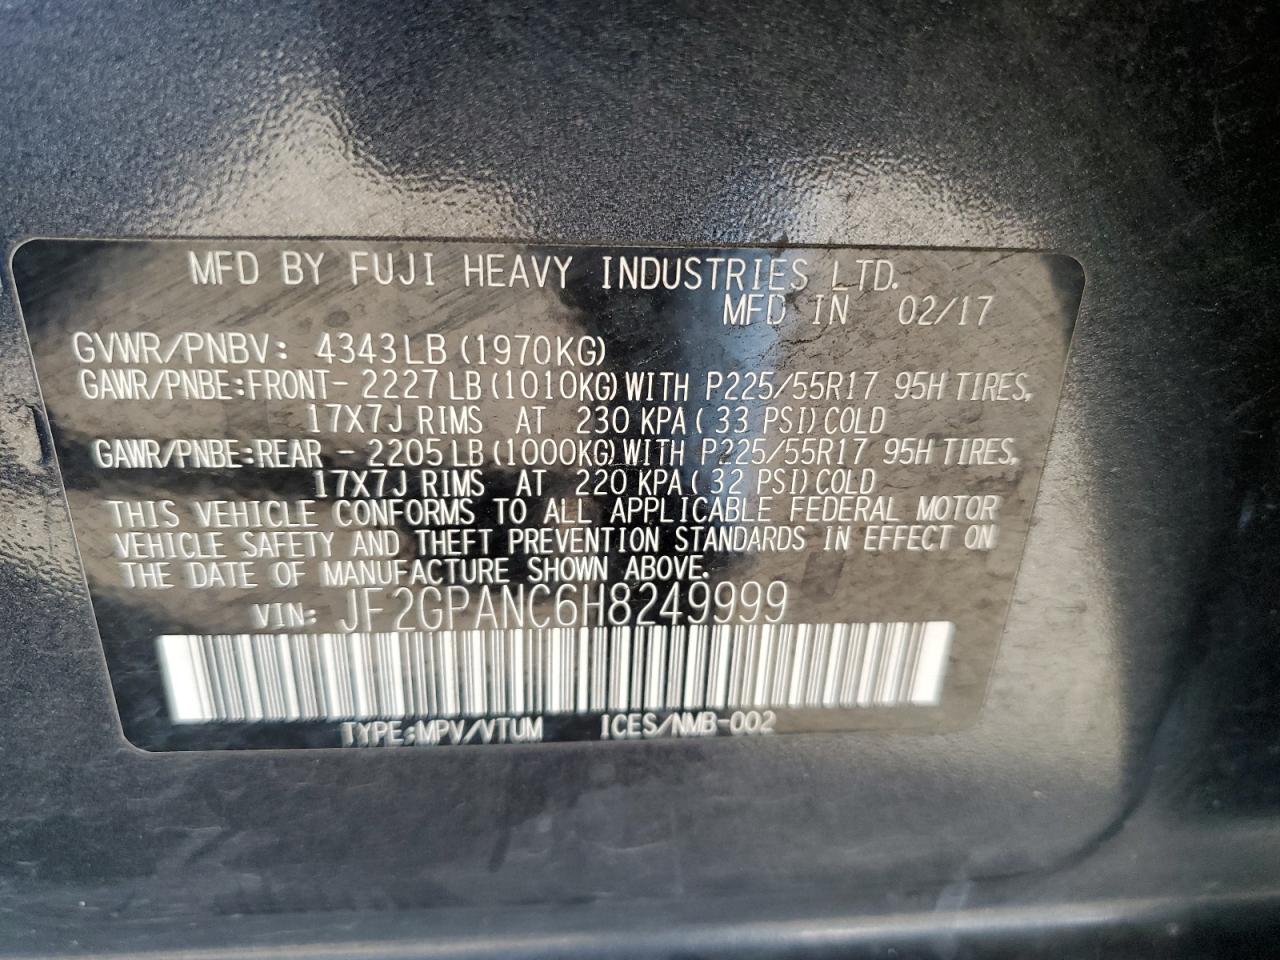 MFD BY FUJI HEAVY INDUSTRIES LTD.
MFD IN 02/17
GVWR/PNBV: 4343LB (1970KG)
GAWR/PNBE:FRONT- 2227LB (1010KG) WITH P225/55R17 95H TIRES,
17X7J RIMS AT 230 KPA( 33 PSI) COLD
GAWR/PNBE:REAR - 2205LB (1000KG) WITH P225/55R17 95H TIRES,
17X7J RIMS AT 220 KPA( 32 PSI) COLD
THIS VEHICLE CONFORMS TO ALL APPLICABLE FEDERAL MOTOR
VEHICLE SAFETY AND THEFT PREVENTION STANDARDS IN EFFECT ON
THE DATE OF MANUFACTURE SHOWN ABOVE.
VIN: JF2GPANC6H8249999
TYPE:MPV/VTUM ICES/NMB-002